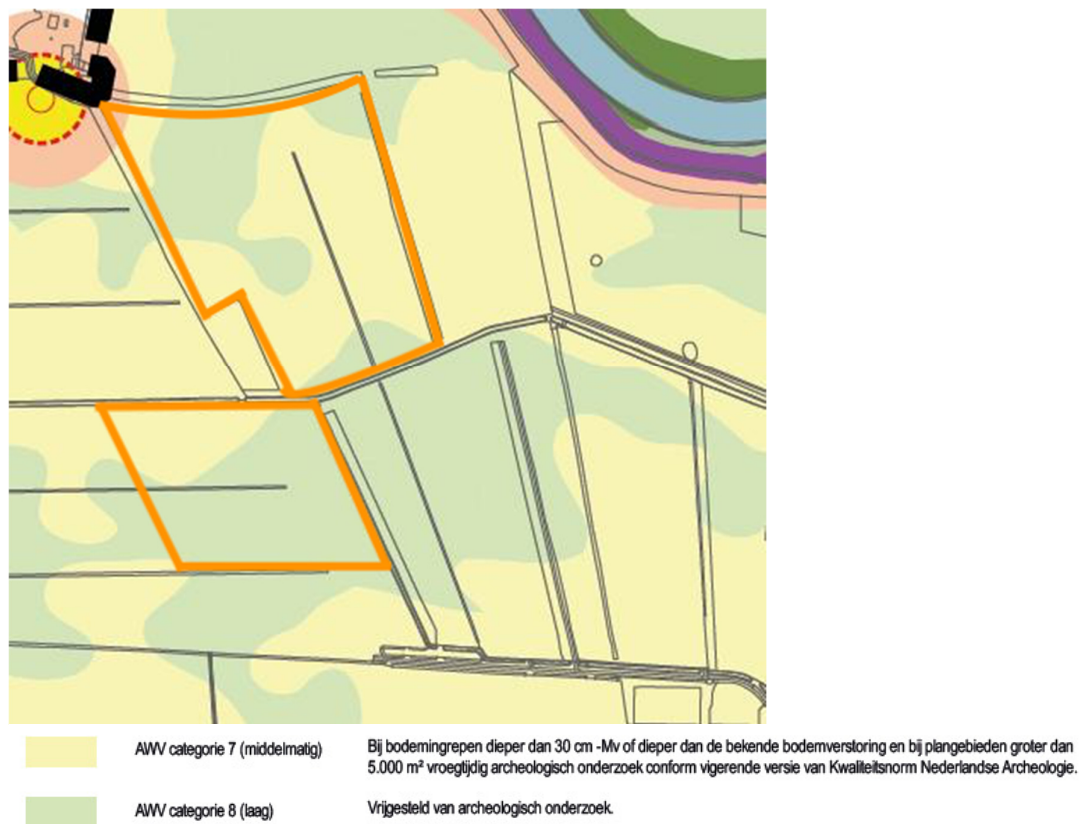 AWV categorie 7 (middelmatig)
Bij bodemingrepen dieper dan 30 cm -Mv of dieper dan de bekende bodemverstoring en bij plangebieden groter dan
5.000 m² vroegtijdig archeologisch onderzoek conform vigerende versie van Kwaliteitsnorm Nederlandse Archeologie.
AWV categorie 8 (laag)
Vrijgesteld van archeologisch onderzoek.